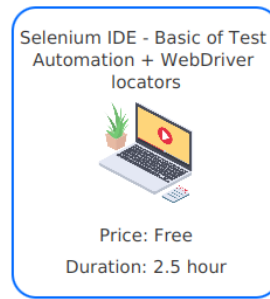 Selenium IDE - Basic of Test
Automation + WebDriver
locators
Price: Free
Duration: 2.5 hour